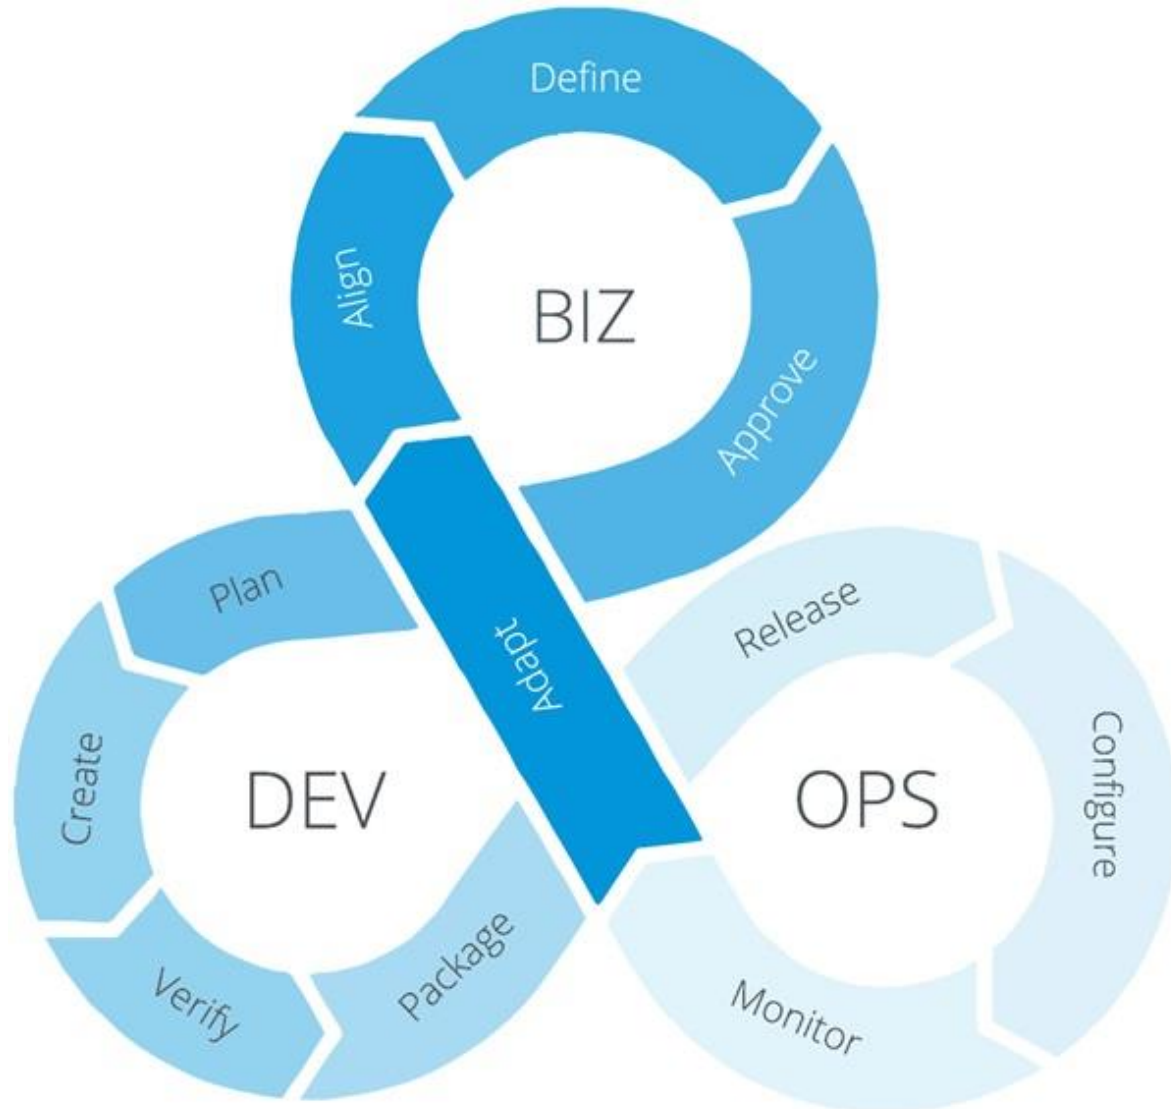 Define
Align
BIZ
Approve
Adapt
Plan
Create
DEV
Verify
Package
Release
OPS
Configure
Monitor